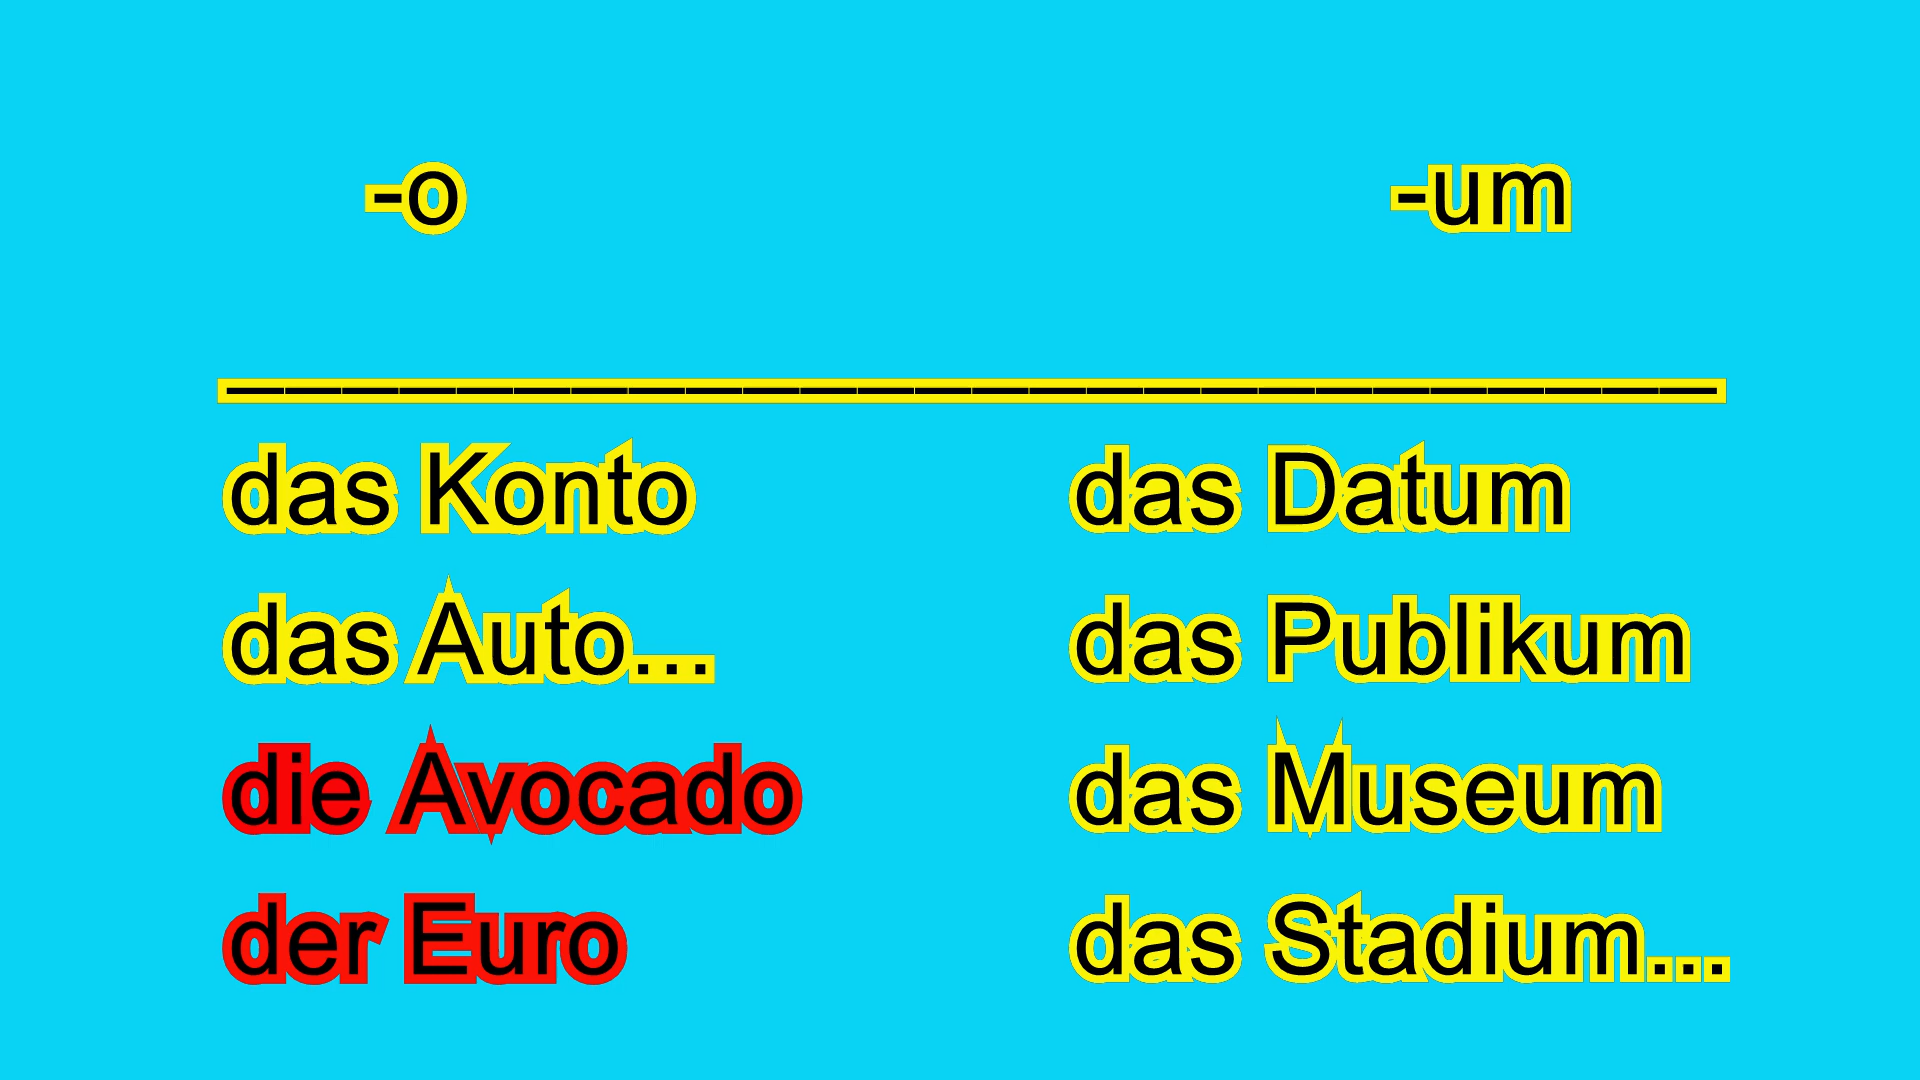 -o -um
das Konto das Datum
das Auto... das Publikum
die Avocado das Museum
der Euro das Stadium...